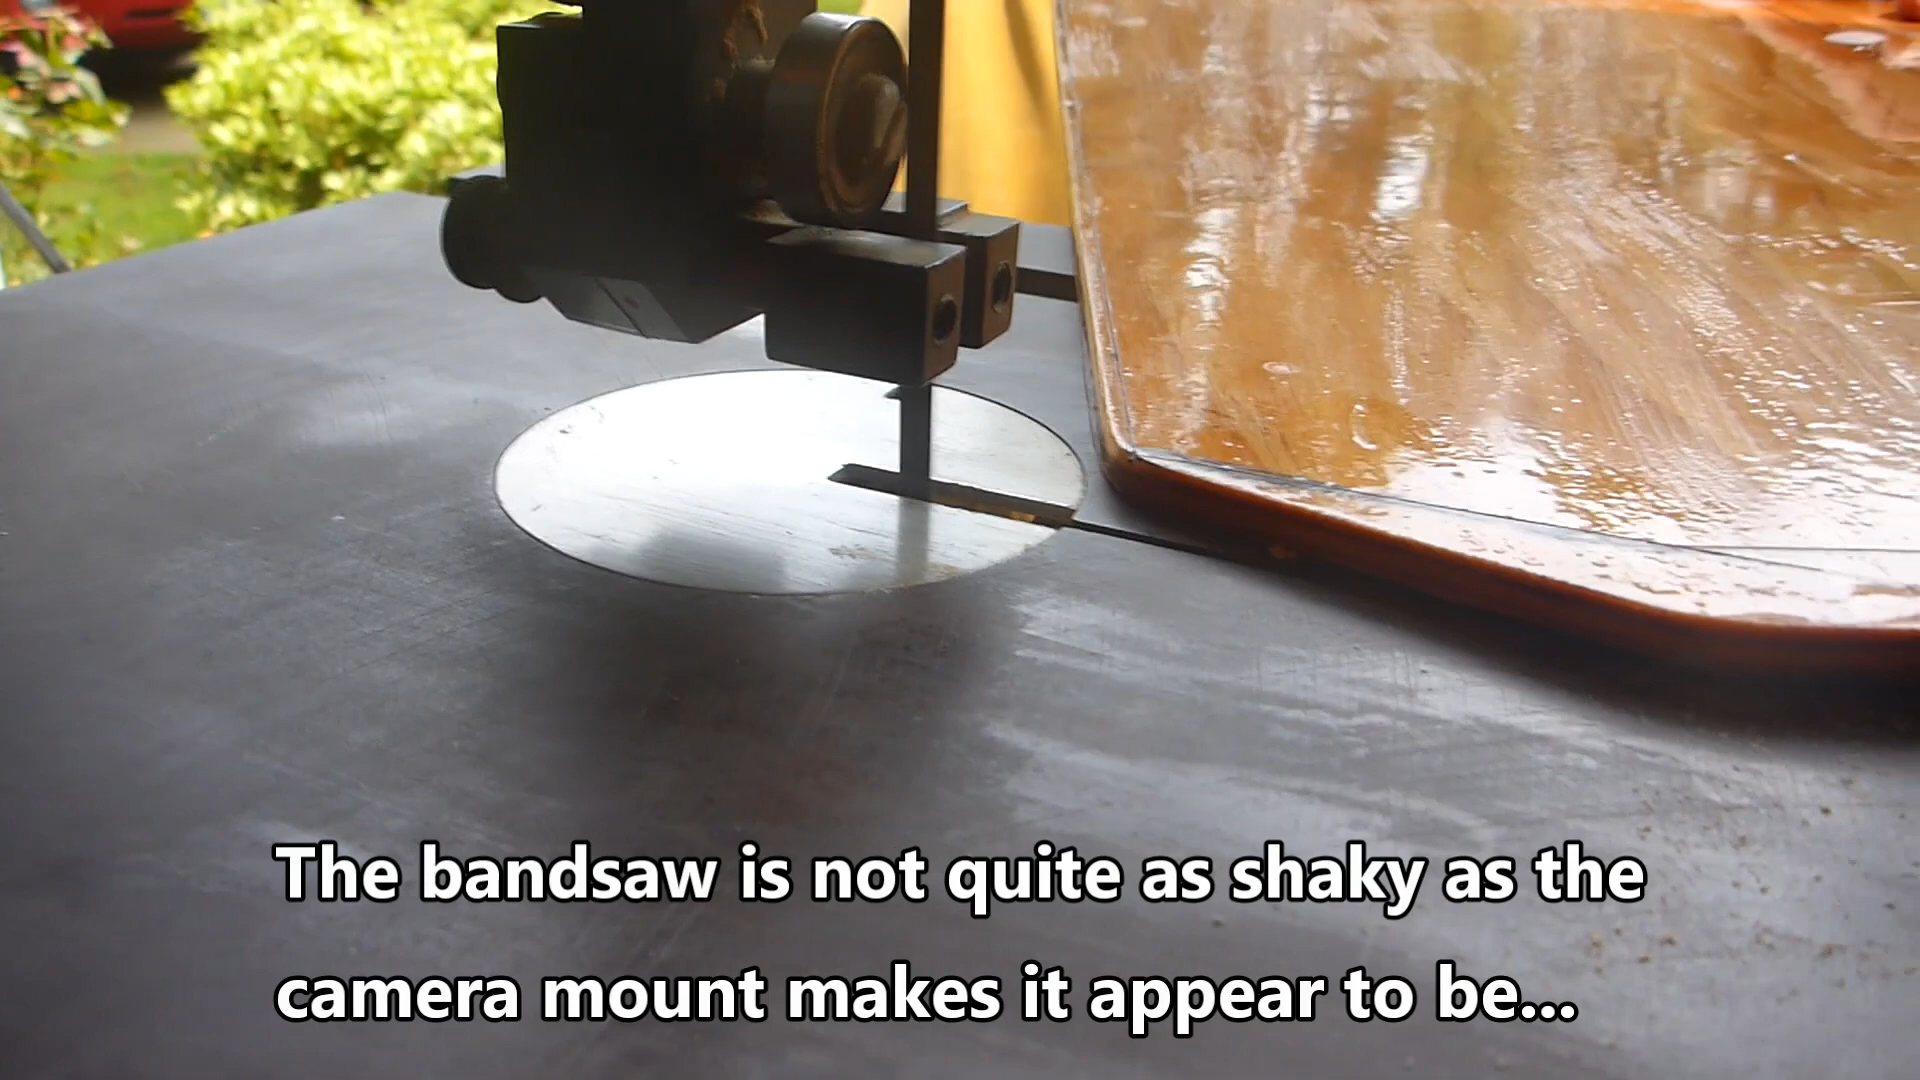 The bandsaw is not quite as shaky as the
camera mount makes it appear to be...